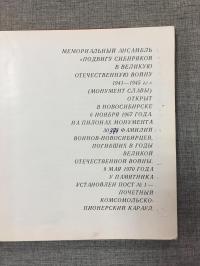 МЕМОРИАЛЬНЫЙ АНСАМБЛЬ
«ПОДВИГУ СИБИРЯКОВ
В ВЕЛИКУЮ
ОТЕЧЕСТВЕННУЮ ВОЙНУ
1941—1945 гг.»
(МОНУМЕНТ СЛАВЫ)
ОТКРЫТ
В НОВОСИБИРСКЕ
6 НОЯБРЯ 1967 ГОДА
НА ПИЛОНАХ МОНУМЕНТА
ФАМИЛИЙ
ВОИНОВ-НОВОСИБИРЦЕВ,
ПОГИБШИХ В ГОДЫ
ВЕЛИКОЙ
ОТЕЧЕСТВЕННОЙ ВОЙНЫ.
9 МАЯ 1970 ГОДА
У ПАМЯТНИКА
УСТАНОВЛЕН ПОСТ № 1—
ПОЧЕТНЫЙ
КОМСОМОЛЬСКО-
ПИОНЕРСКИЙ КАРАУЛ.